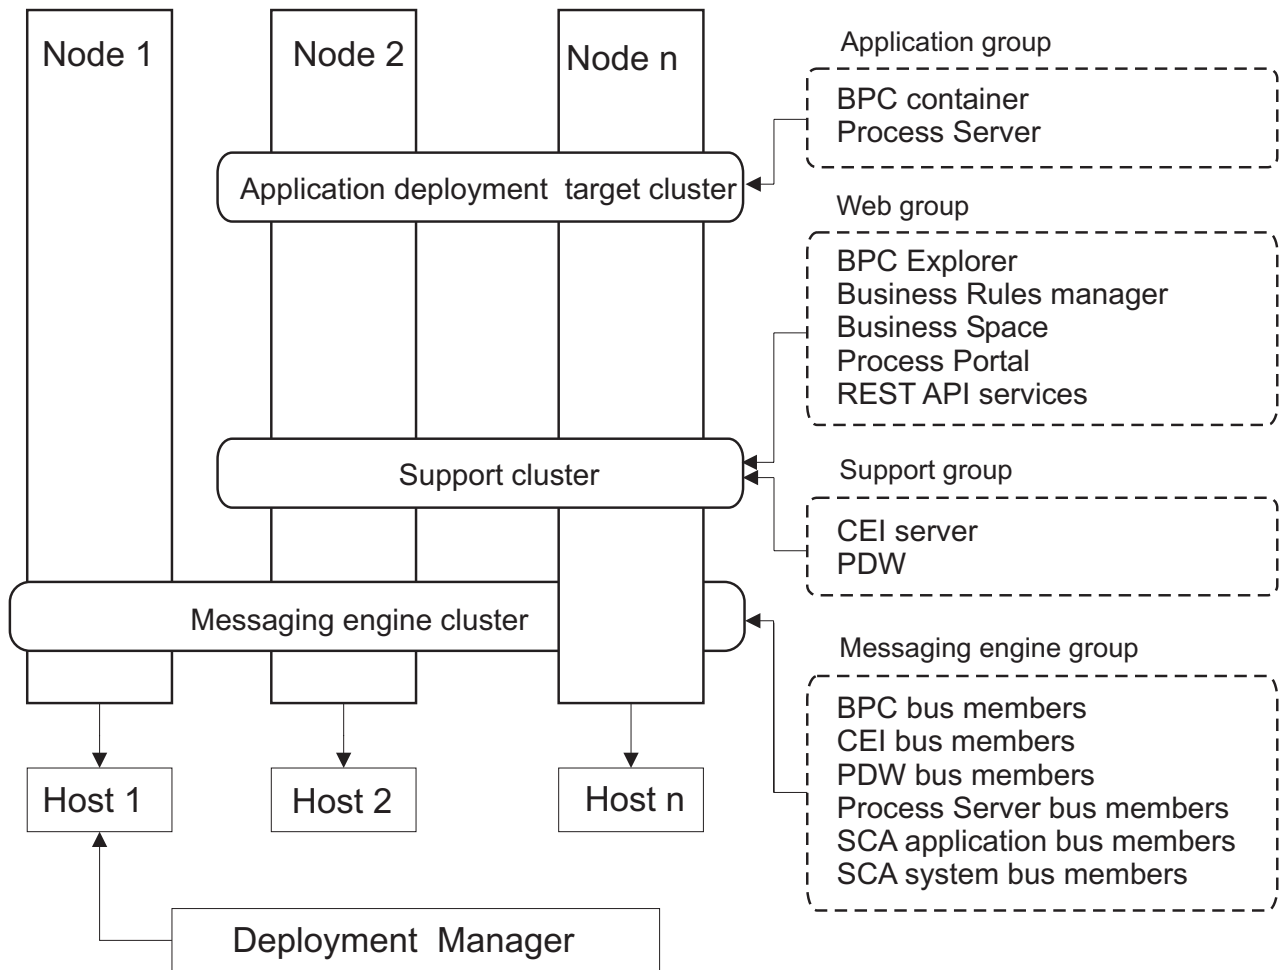 Node 1
Node 2
Node n
Application deployment target cluster
Support cluster
Messaging engine cluster
Host 1
Host 2
Host n
Deployment Manager
Application group
BPC container
Process Server
Web group
BPC Explorer
Business Rules manager
Business Space
Process Portal
REST API services
Support group
CEI server
PDW
Messaging engine group
BPC bus members
CEI bus members
PDW bus members
Process Server bus members
SCA application bus members
SCA system bus members